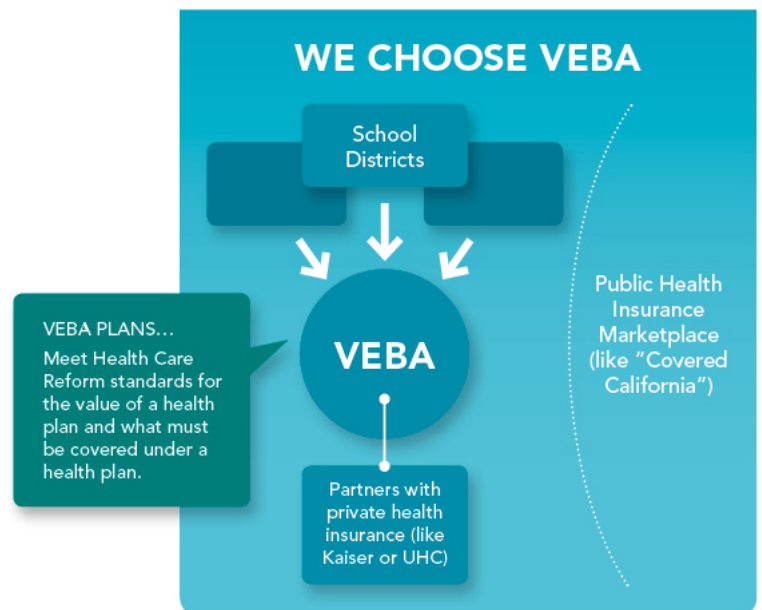 WE CHOOSE VEBA
School
Districts
VEBA PLANS...
Meet Health Care
Reform standards for
the value of a health
plan and what must
be covered under a
health plan.
VEBA
Partners with
private health
insurance (like
Kaiser or UHC)
Public Health
Insurance
Marketplace
(like “Covered
California”)